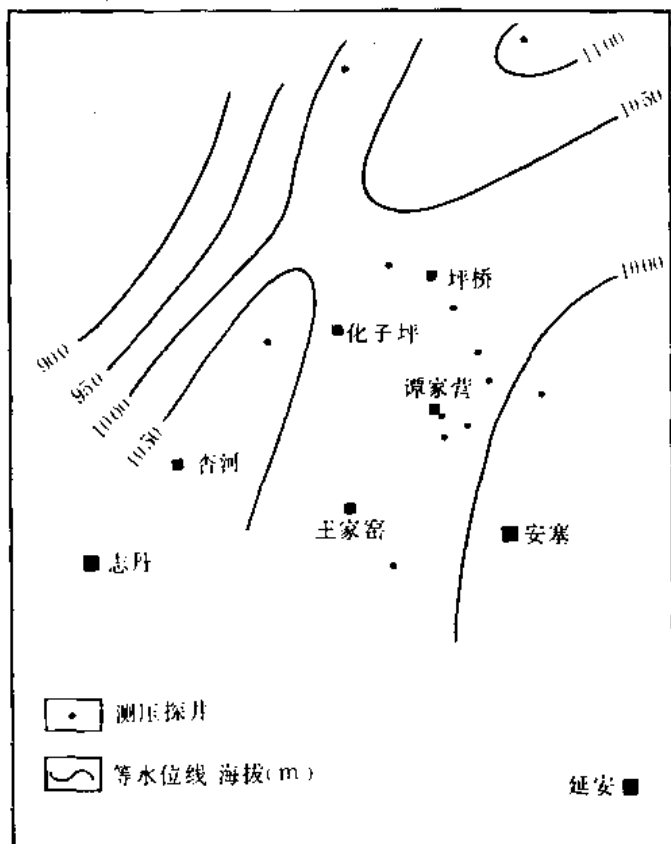 1100
1050
1000
坪桥
化子坪
谭家营
900
950
1000
1050
杏河
王家窑
安塞
志丹
测压探井
等水位线 海拔(m)
延安